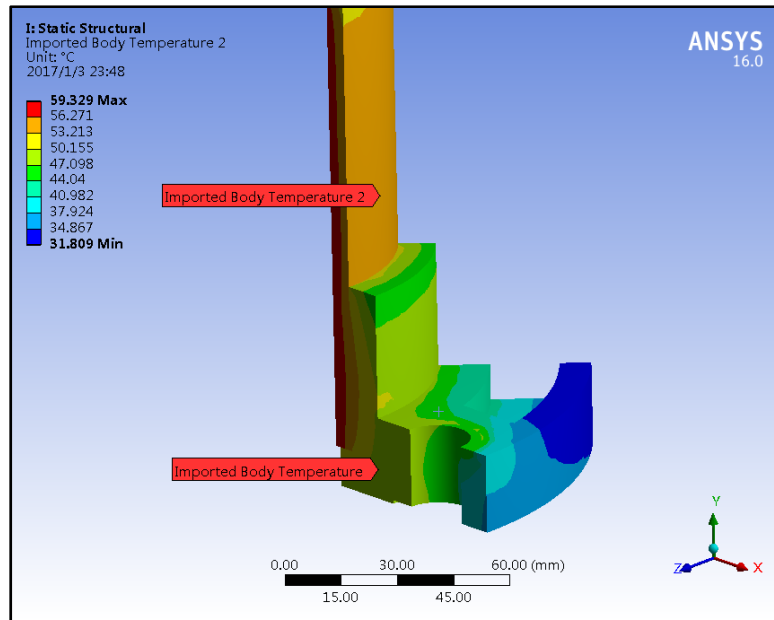 I: Static Structural
Imported Body Temperature 2
Unit: °C
2017/1/3 23:48
ANSYS
16.0
59.329 Max
56.271
53.213
50.155
47.098
44.04
40.982
37.924
34.867
31.809 Min
Imported Body Temperature 2
Imported Body Temperature
0.00 30.00 60.00 (mm)
15.00 45.00
Y
Z X